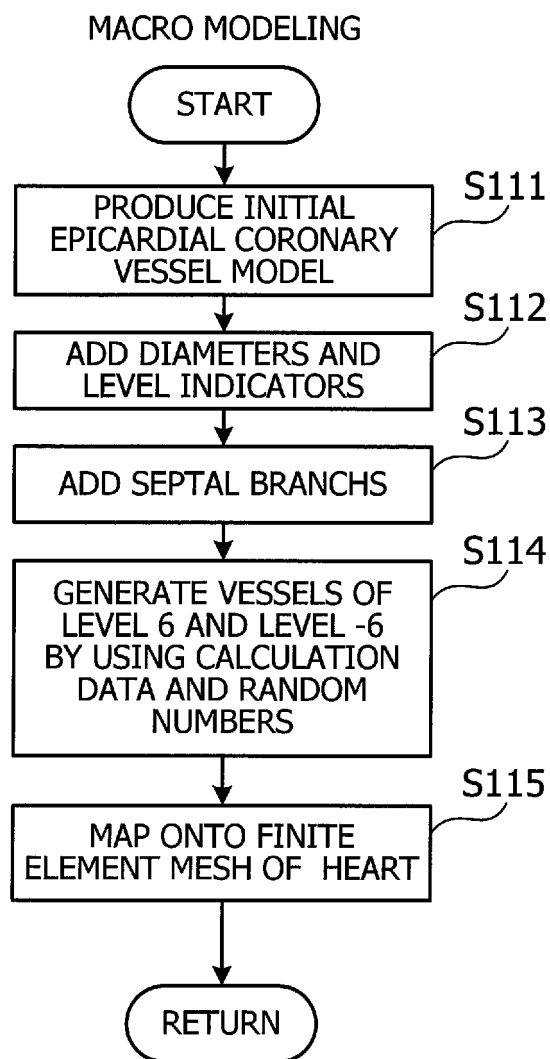 MACRO MODELING
START
S111
PRODUCE INITIAL
EPICARDIAL CORONARY
VESSEL MODEL
S112
ADD DIAMETERS AND
LEVEL INDICATORS
S113
ADD SEPTAL BRANCHS
S114
GENERATE VESSELS OF
LEVEL 6 AND LEVEL -6
BY USING CALCULATION
DATA AND RANDOM
NUMBERS
S115
MAP ONTO FINITE
ELEMENT MESH OF HEART
RETURN